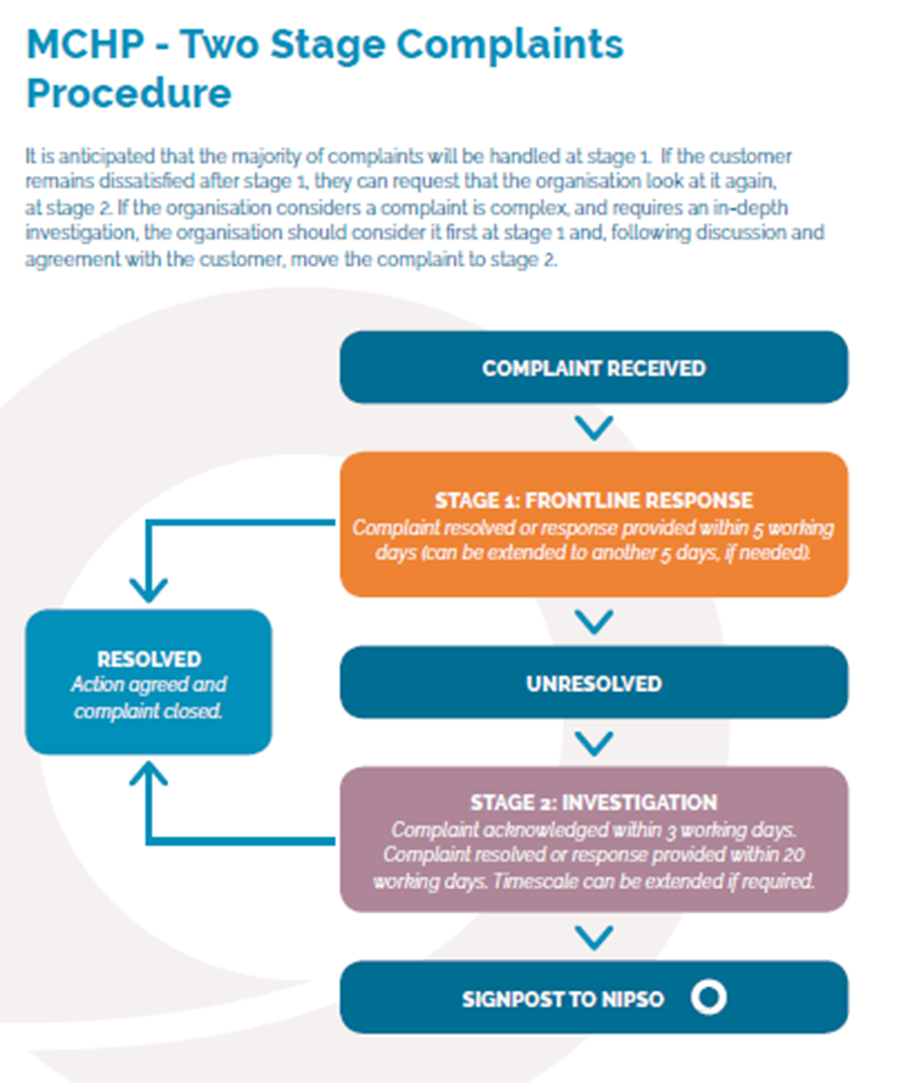 MCHP - Two Stage Complaints
Procedure
It is anticipated that the majority of complaints will be handled at stage 1. If the customer
remains dissatisfied after stage 1, they can request that the organisation look at it again,
at stage 2. If the organisation considers a complaint is complex, and requires an in-depth
investigation, the organisation should consider it first at stage 1 and, following discussion and
agreement with the customer, move the complaint to stage 2.
COMPLAINT RECEIVED
STAGE 1: FRONTLINE RESPONSE
Complaint resolved or response provided within 5 working
days (can be extended to another 5 days, if needed).
RESOLVED
Action agreed and
complaint closed.
UNRESOLVED
STAGE 2: INVESTIGATION
Complaint acknowledged within 3 working days.
Complaint resolved or response provided within 20
working days. Timescale can be extended if required.
SIGNPOST TO NIPSO